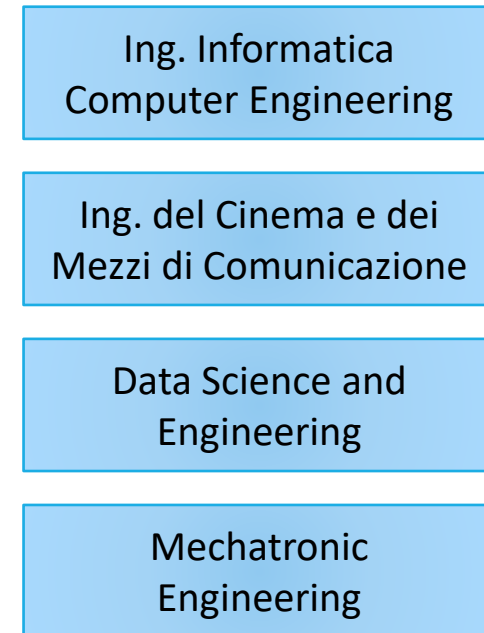 Ing. Informatica
Computer Engineering
Ing. del Cinema e dei
Mezzi di Comunicazione
Data Science and
Engineering
Mechatronic
Engineering